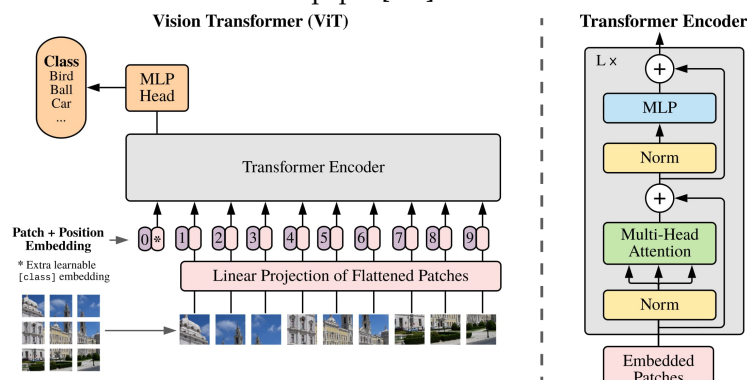 Vision Transformer (ViT)
Class
Bird
Ball
Car
...
MLP
Head
Transformer Encoder
Patch + Position
Embedding
0 *
1
2
3
4
5
6
7
8
9
* Extra learnable
[class] embedding
Linear Projection of Flattened Patches
Transformer Encoder
L ×
+
MLP
Norm
+
Multi-Head
Attention
Norm
Embedded
Patches